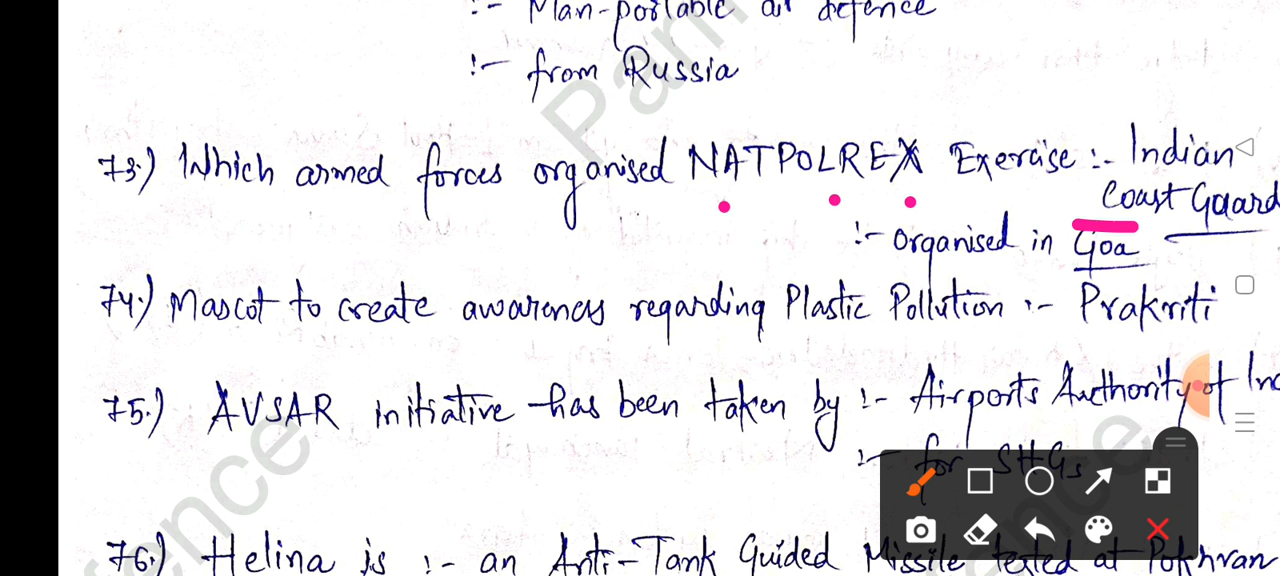 :- Man-portable air defence
:- from Russia
73.) Which armed forces organised NATPOLREX Exercise :- Indian
Coast Guard
:- Organised in Goa
74.) Mascot to create awareness regarding Plastic Pollution :- Prakriti
75.) AVSAR initiative has been taken by :- Airports Authority of
:- for SHGs
76.) Helina is :- an Anti-Tank Guided Missile tested at Pokhran